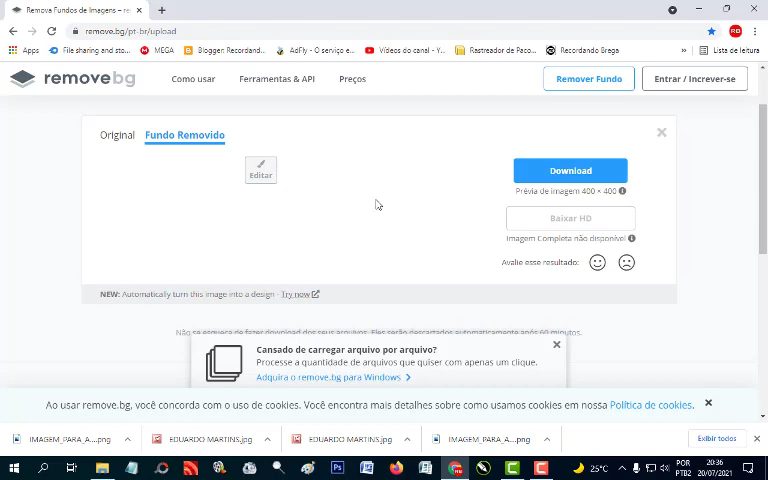 Remova Fundos de Imagens – rei
remove.bg/pt-br/upload
Apps
File sharing and sto...
MEGA
Blogger: Recordando...
AdFly - O serviço e...
Vídeos do canal - Y...
Rastreador de Paco...
Recordando Brega
»
Lista de leitura
removebg
Como usar
Ferramentas & API
Preços
Remover Fundo
Entrar / Increver-se
Original
Fundo Removido
Editar
Download
Prévia de imagem 400 × 400
Baixar HD
Imagem Completa não disponível
Avalie esse resultado:
NEW: Automatically turn this image into a design - Try now
Não se esqueça de fazer download dos seus arquivos. Eles serão descartados automaticamente após 60 minutos.
Cansado de carregar arquivo por arquivo?
Processe a quantidade de arquivos que quiser com apenas um clique.
Adquira o remove.bg para Windows
Ao usar remove.bg, você concorda com o uso de cookies. Você encontra mais detalhes sobre como usamos cookies em nossa Política de cookies.
IMAGEM_PARA_A....png
EDUARDO MARTINS.jpg
EDUARDO MARTINS.jpg
IMAGEM_PARA_A....png
Exibir todos
25°C
POR
PTB2
20:36
20/07/2021